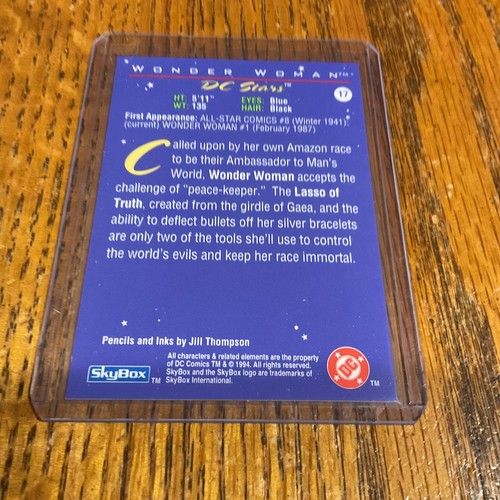 WONDER WOMAN™
DC Stars™
17
HT: 5'11" EYES: Blue
WT: 135 HAIR: Black
First Appearance: ALL-STAR COMICS #8 (Winter 1941)
(current) WONDER WOMAN #1 (February 1987)
Called upon by her own Amazon race
to be their Ambassador to Man's
World, Wonder Woman accepts the
challenge of "peace-keeper." The Lasso of
Truth, created from the girdle of Gaea, and the
ability to deflect bullets off her silver bracelets
are only two of the tools she'll use to control
the world's evils and keep her race immortal.
Pencils and Inks by Jill Thompson
All characters & related elements are the property
of DC Comics TM & © 1994. All rights reserved.
SkyBox and the SkyBox logo are trademarks of
SkyBox International.
SkyBox TM
DC TM